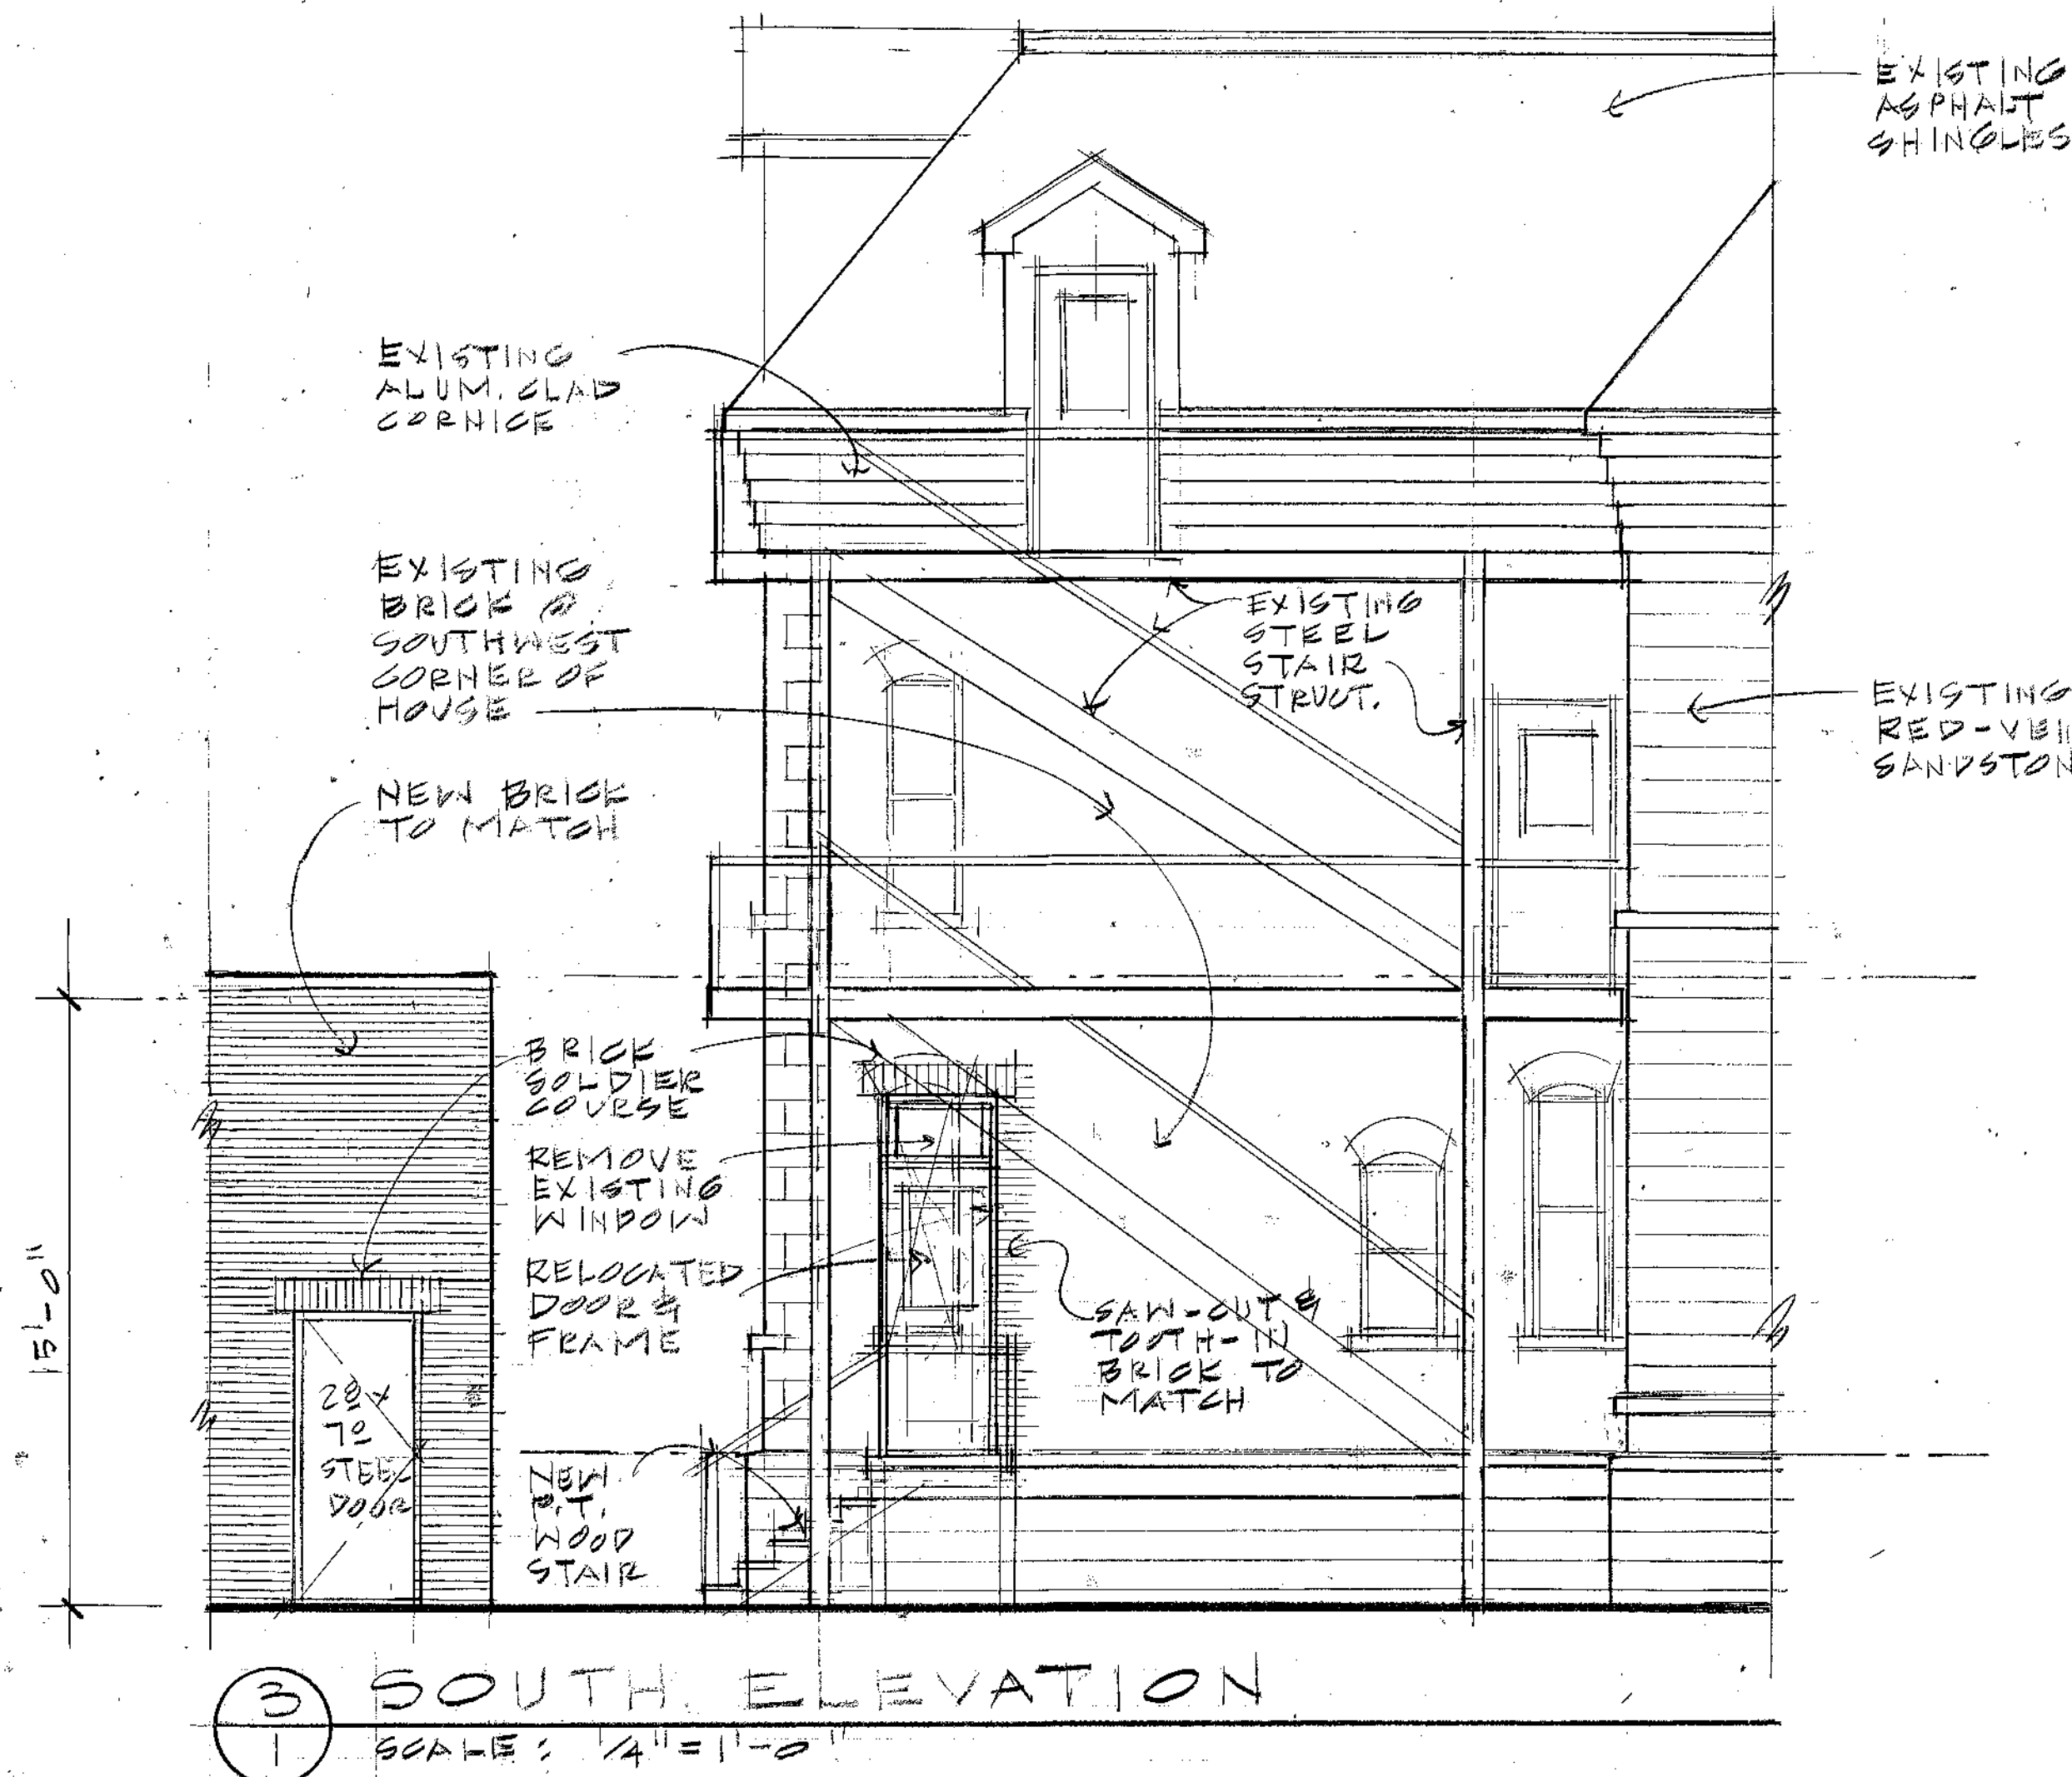 EXISTING
ASPHALT
SHINGLES
EXISTING
ALUM. CLAD
CORNICE
EXISTING
BRICK @
SOUTHWEST
CORNER OF
HOUSE
EXISTING
STEEL
STAIR
STRUCT.
EXISTING
RED-VEI
SANDSTON
NEW BRICK
TO MATCH
BRICK
SOLDIER
COURSE
REMOVE
EXISTING
WINDOW
RELOCATED
DOOR &
FRAME
SAW-CUT &
TOOTH-IN
BRICK TO
MATCH
15'-0"
28 x
70
STEEL
DOOR
NEW
P.T.
WOOD
STAIR
3
1
SOUTH ELEVATION
SCALE: 1/4" = 1'-0"